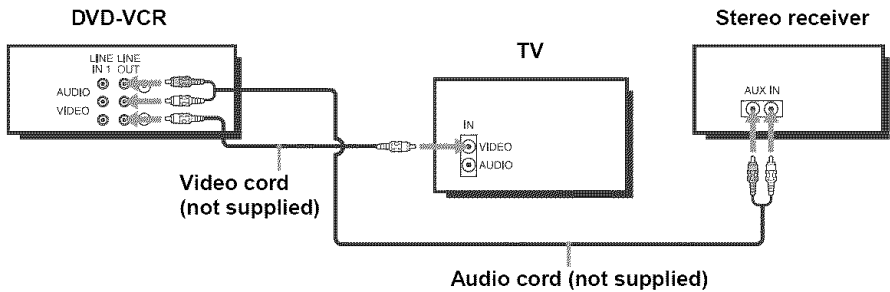 DVD-VCR
Stereo receiver
TV
LINE LINE
IN 1 OUT
AUDIO
VIDEO
AUX IN
IN
VIDEO
AUDIO
Video cord
(not supplied)
Audio cord (not supplied)